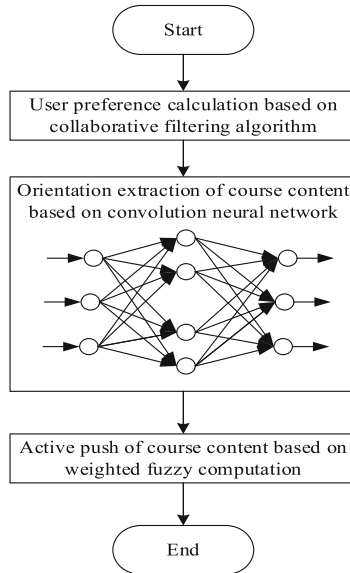 Start
User preference calculation based on
collaborative filtering algorithm
Orientation extraction of course content
based on convolution neural network
Active push of course content based on
weighted fuzzy computation
End